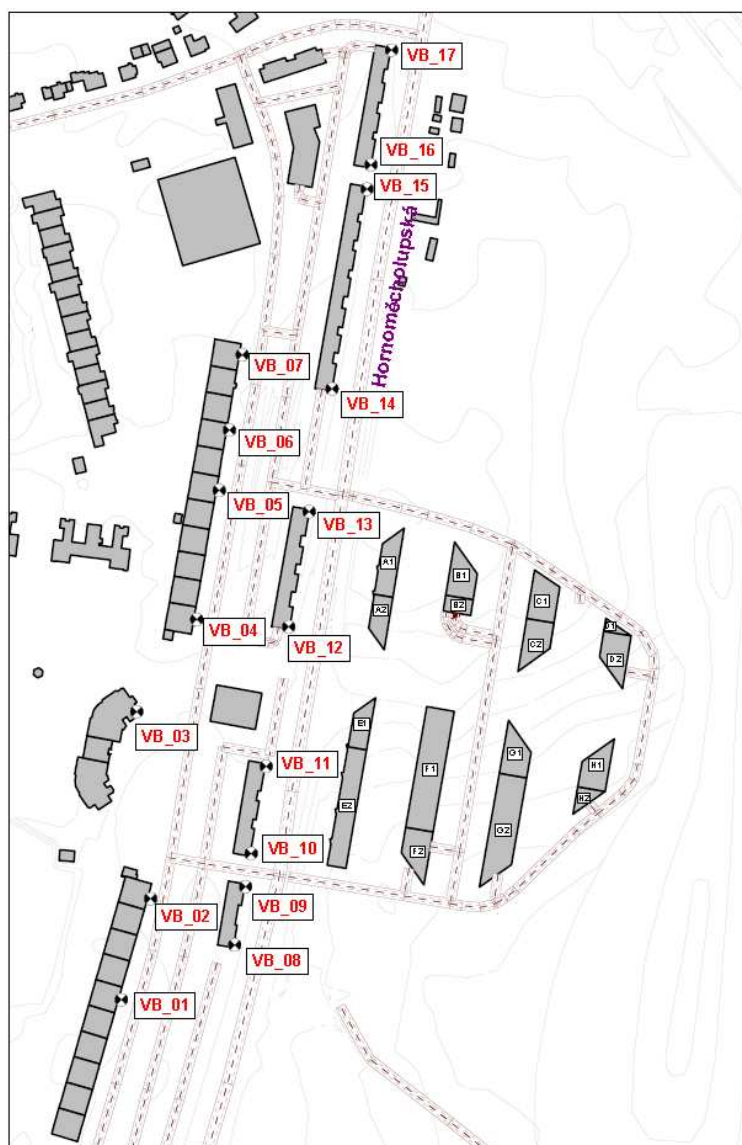 VB_17
VB_16
VB_15
Hornoměcholupská
VB_07
VB_14
VB_06
VB_05
VB_13
A1
B1
A2
B2
C1
VB_04
D1
VB_12
C2
D2
VB_03
E1
G1
VB_11
F1
H1
H2
E2
G2
VB_10
F2
VB_09
VB_02
VB_08
VB_01